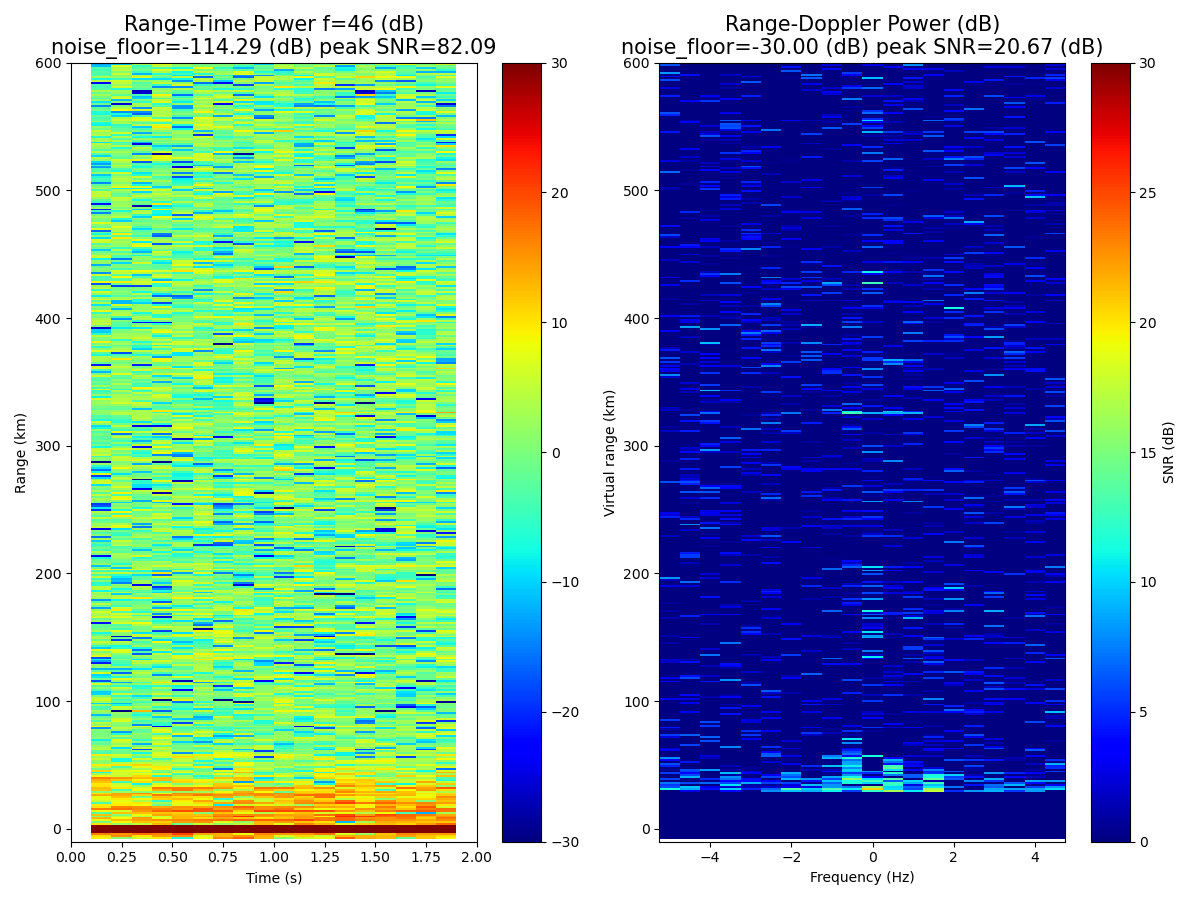 Range-Time Power f=46 (dB)
noise_floor=-114.29 (dB) peak SNR=82.09
Range-Doppler Power (dB)
noise_floor=-30.00 (dB) peak SNR=20.67 (dB)
600
500
400
300
200
100
0
Range (km)
0.00 0.25 0.50 0.75 1.00 1.25 1.50 1.75 2.00
Time (s)
30
20
10
0
−10
−20
−30
600
500
400
300
200
100
0
Virtual range (km)
−4 −2 0 2 4
Frequency (Hz)
30
25
20
15
10
5
0
SNR (dB)